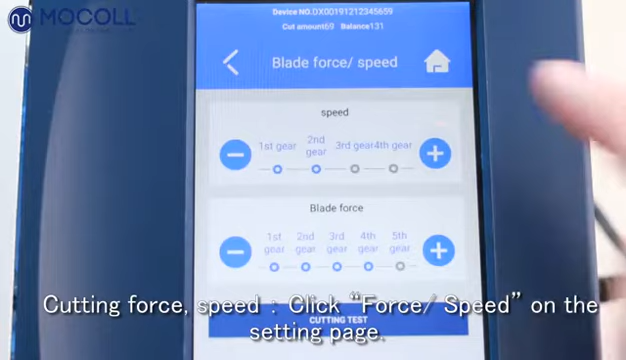 MOCOLL
Device NO.DX00191212345659
Cut amount69 Balance131
Blade force/ speed
speed
1st gear 2nd gear 3rd gear 4th gear
Blade force
1st gear 2nd gear 3rd gear 4th gear 5th gear
CUTTING TEST
Cutting force, speed : Click “Force/ Speed” on the
setting page.